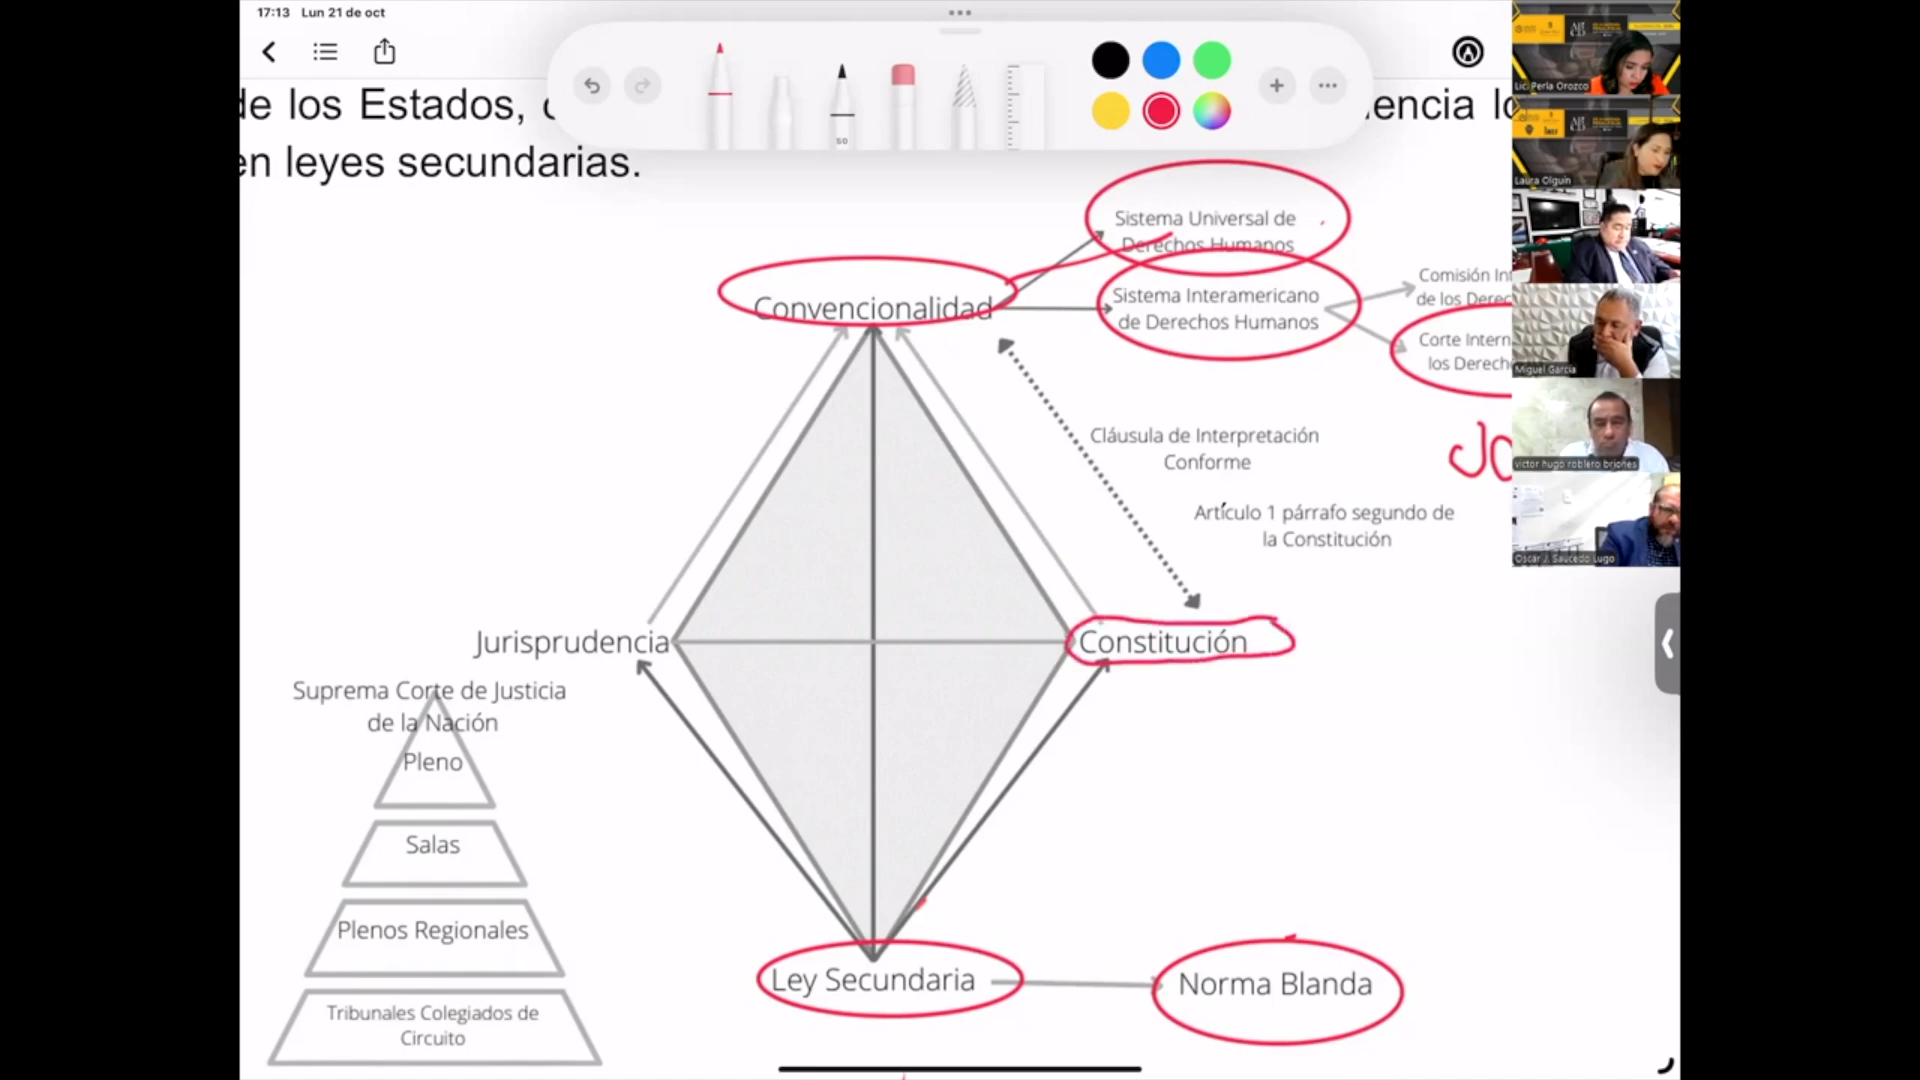 17:13 Lun 21 de oct
de los Estados,
encia
en leyes secundarias.
50
Sistema Universal de
Derechos Humanos
Convencionalidad
Sistema Interamericano
de Derechos Humanos
Comisión
de los
Corte
los
Cláusula de Interpretación
Conforme
Artículo 1 párrafo segundo de
la Constitución
Jurisprudencia
Constitución
Suprema Corte de Justicia
de la Nación
Pleno
Salas
Plenos Regionales
Tribunales Colegiados de
Circuito
Ley Secundaria
Norma Blanda
Lic Perla Orozco
Laura Olguin
Miguel Garcia
victor hugo roblero briones
Oscar J. Saucedo Lugo